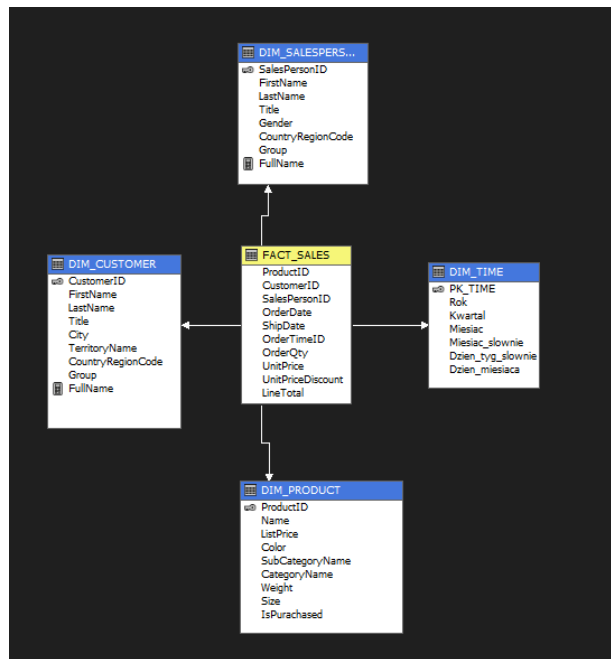 DIM_SALESPERS...
SalesPersonID
FirstName
LastName
Title
Gender
CountryRegionCode
Group
FullName
DIM_CUSTOMER
CustomerID
FirstName
LastName
Title
City
TerritoryName
CountryRegionCode
Group
FullName
FACT_SALES
ProductID
CustomerID
SalesPersonID
OrderDate
ShipDate
OrderTimeID
OrderQty
UnitPrice
UnitPriceDiscount
LineTotal
DIM_TIME
PK_TIME
Rok
Kwartal
Miesiac
Miesiac_slownie
Dzien_tyg_slownie
Dzien_miesiaca
DIM_PRODUCT
ProductID
Name
ListPrice
Color
SubCategoryName
CategoryName
Weight
Size
IsPurachased